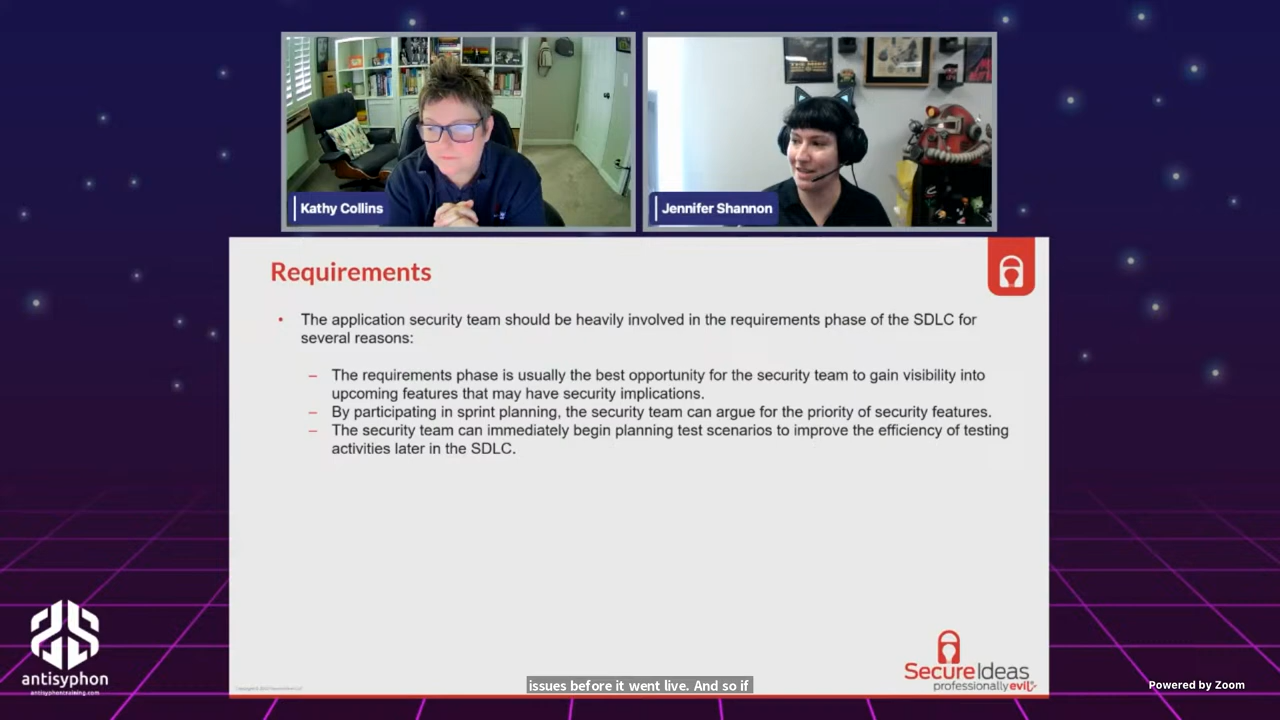 Kathy Collins
Jennifer Shannon
Requirements
• The application security team should be heavily involved in the requirements phase of the SDLC for
several reasons:
– The requirements phase is usually the best opportunity for the security team to gain visibility into
upcoming features that may have security implications.
– By participating in sprint planning, the security team can argue for the priority of security features.
– The security team can immediately begin planning test scenarios to improve the efficiency of testing
activities later in the SDLC.
antisyphon
antisyphontraining.com
SecureIdeas
professionallyevil
issues before it went live. And so if
Powered by Zoom